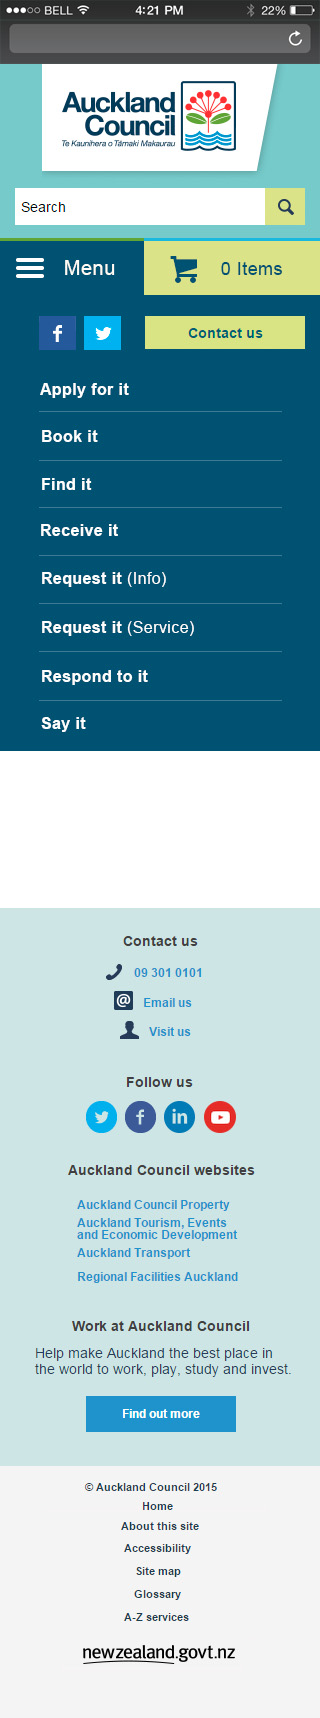 BELL
4:21 PM
22%
Auckland
Council
Te Kaunihera o Tāmaki Makaurau
Search
Menu
0 Items
Contact us
Apply for it
Book it
Find it
Receive it
Request it (Info)
Request it (Service)
Respond to it
Say it
Contact us
09 301 0101
Email us
Visit us
Follow us
Auckland Council websites
Auckland Council Property
Auckland Tourism, Events
and Economic Development
Auckland Transport
Regional Facilities Auckland
Work at Auckland Council
Help make Auckland the best place in
the world to work, play, study and invest.
Find out more
© Auckland Council 2015
Home
About this site
Accessibility
Site map
Glossary
A-Z services
newzealand.govt.nz